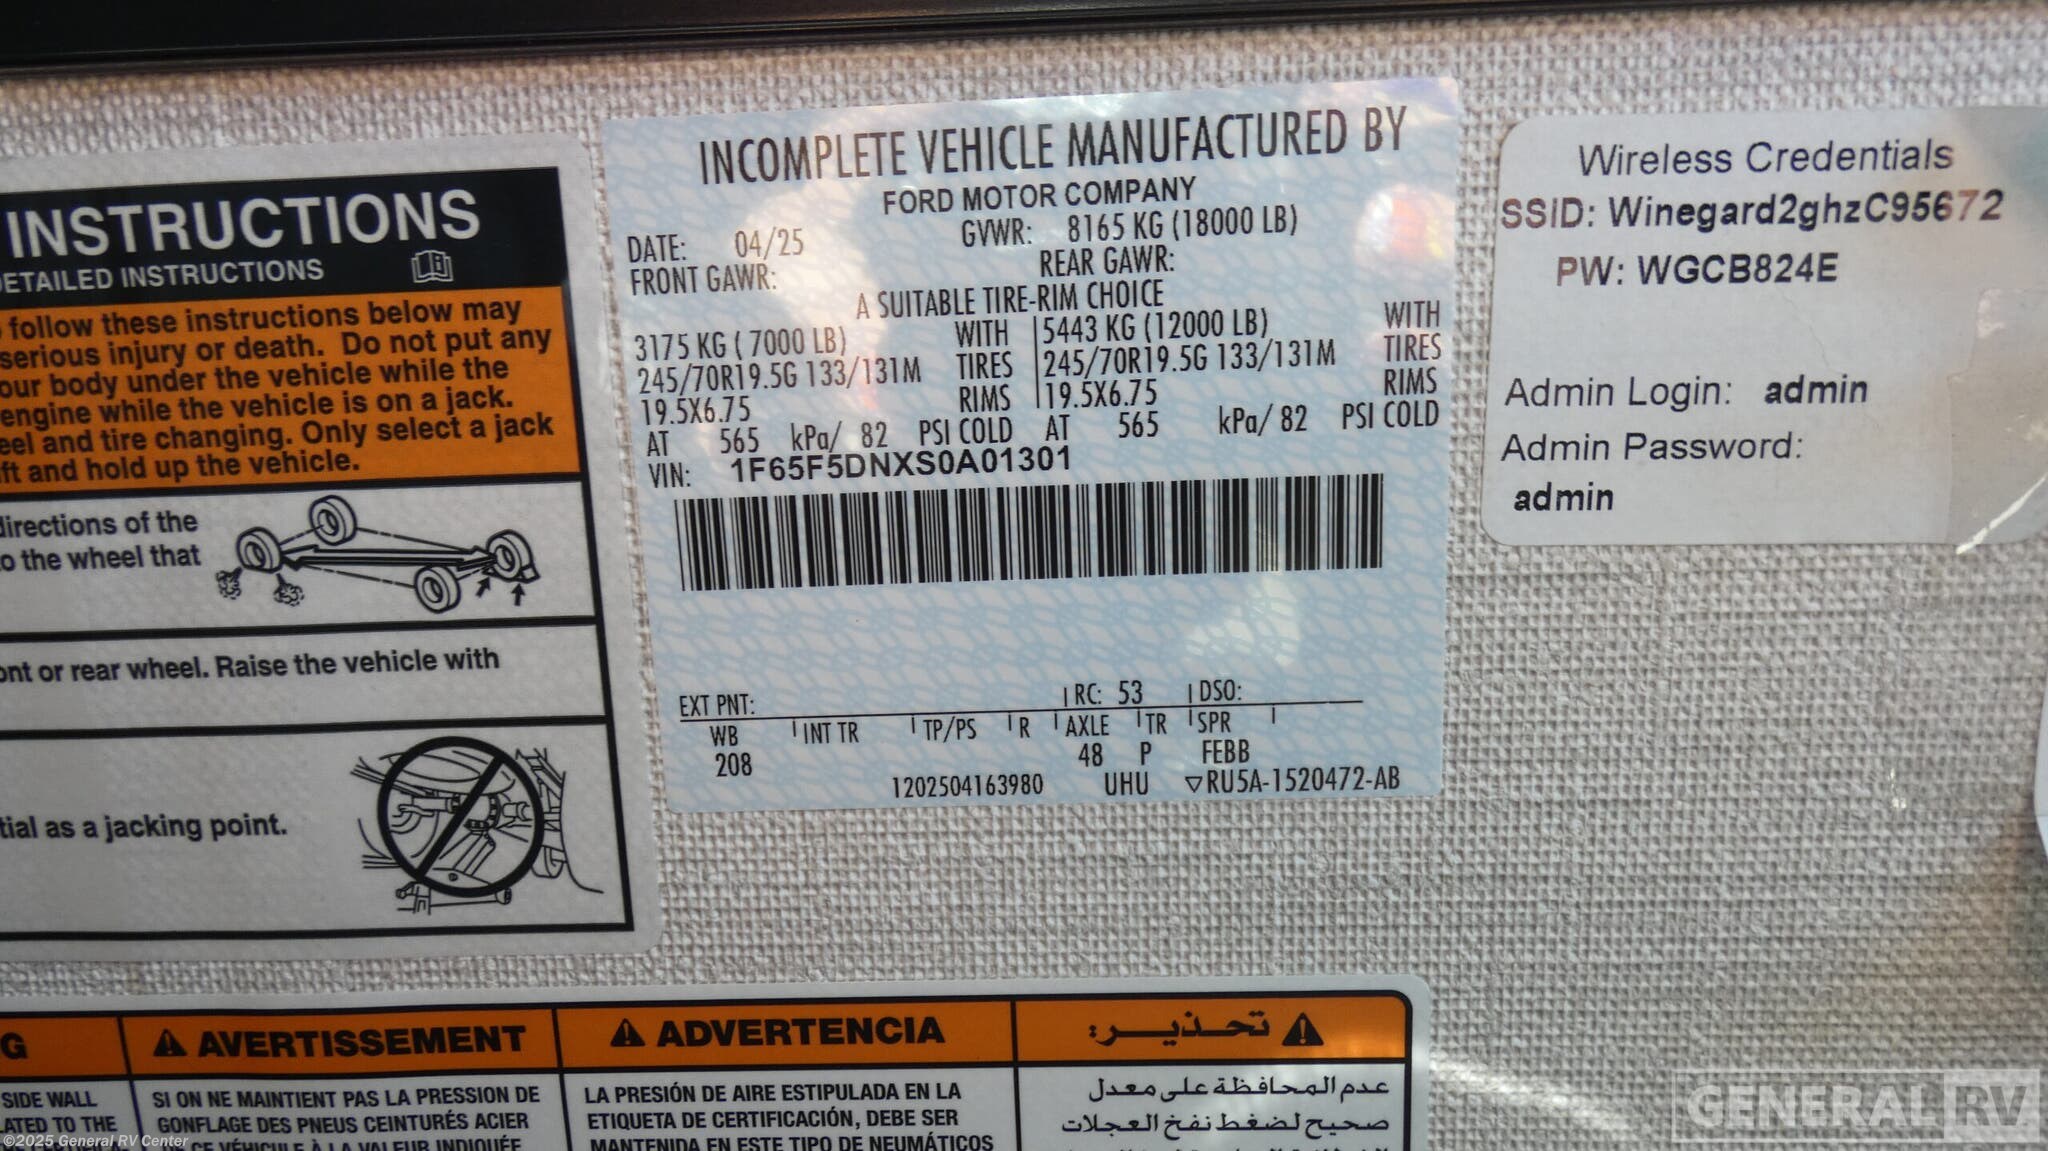 INSTRUCTIONS
DETAILED INSTRUCTIONS
follow these instructions below may
serious injury or death. Do not put any
our body under the vehicle while the
engine while the vehicle is on a jack.
eel and tire changing. Only select a jack
ift and hold up the vehicle.
directions of the
o the wheel that
ont or rear wheel. Raise the vehicle with
tial as a jacking point.
INCOMPLETE VEHICLE MANUFACTURED BY
FORD MOTOR COMPANY
DATE: 04/25 GVWR: 8165 KG (18000 LB)
FRONT GAWR: REAR GAWR:
A SUITABLE TIRE-RIM CHOICE
3175 KG ( 7000 LB) WITH 5443 KG (12000 LB) WITH
245/70R19.5G 133/131M TIRES 245/70R19.5G 133/131M TIRES
19.5X6.75 RIMS 19.5X6.75 RIMS
AT 565 kPa/ 82 PSI COLD AT 565 kPa/ 82 PSI COLD
VIN: 1F65F5DNXS0A01301
EXT PNT: RC: 53 DSO:
WB INT TR TP/PS R AXLE TR SPR
208 48 P FEBB
1202504163980 UHU ▽RU5A-1520472-AB
Wireless Credentials
SSID: Winegard2ghzC95672
PW: WGCB824E
Admin Login: admin
Admin Password:
admin
G
SIDE WALL
LATED TO THE
⚠ AVERTISSEMENT
SI ON NE MAINTIENT PAS LA PRESSION DE
GONFLAGE DES PNEUS CEINTURÉS ACIER
DE CE VÉHICULE À LA VALEUR INDIQUÉE
⚠ ADVERTENCIA
LA PRESIÓN DE AIRE ESTIPULADA EN LA
ETIQUETA DE CERTIFICACIÓN, DEBE SER
MANTENIDA EN ESTE TIPO DE NEUMÁTICOS
⚠ تحذير:
عدم المحافظة على معدل
صحيح لضغط نفخ العجلات
©2025 General RV Center
GENERAL RV